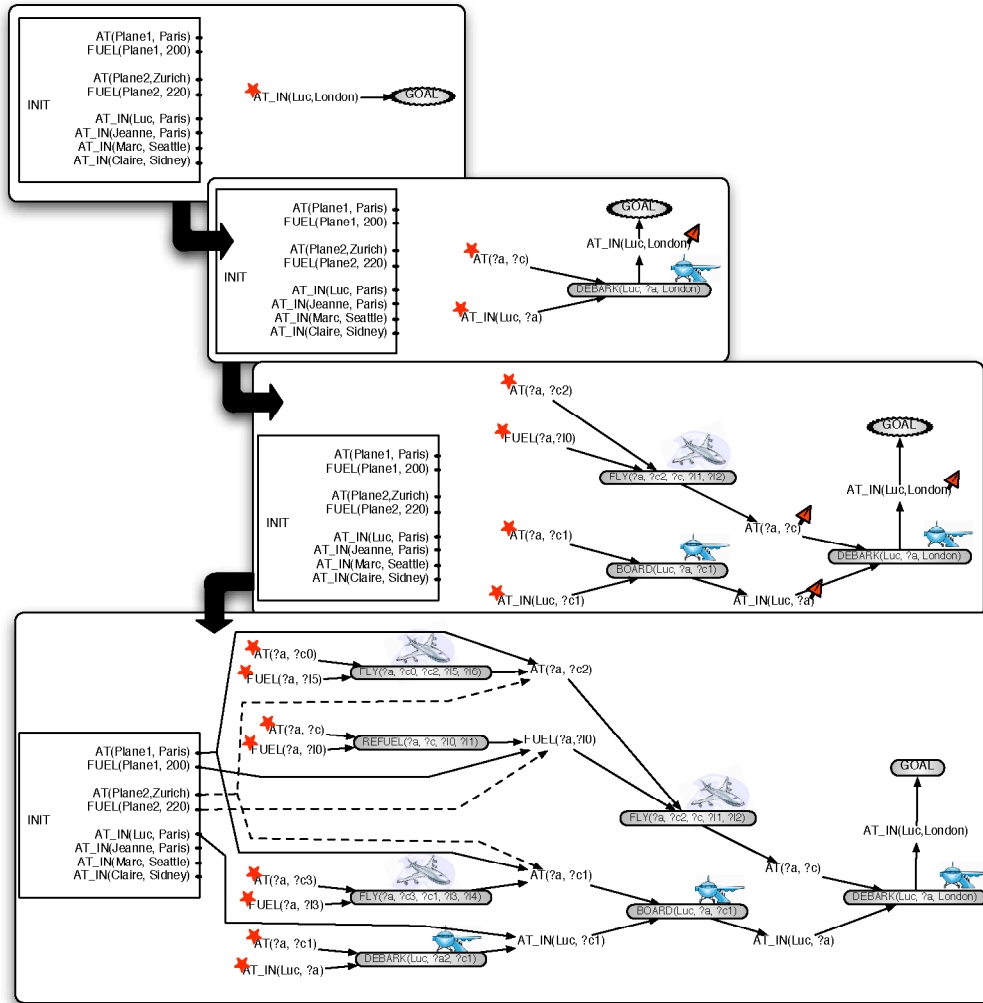 AT(Plane1, Paris)
FUEL(Plane1, 200)
AT(Plane2,Zurich)
FUEL(Plane2, 220)
INIT
AT_IN(Luc, Paris)
AT_IN(Jeanne, Paris)
AT_IN(Marc, Seattle)
AT_IN(Claire, Sidney)
AT_IN(Luc,London)
GOAL
AT(Plane1, Paris)
FUEL(Plane1, 200)
AT(Plane2,Zurich)
FUEL(Plane2, 220)
INIT
AT_IN(Luc, Paris)
AT_IN(Jeanne, Paris)
AT_IN(Marc, Seattle)
AT_IN(Claire, Sidney)
GOAL
AT_IN(Luc,London)
AT(?a, ?c)
DEBARK(Luc, ?a, London)
AT_IN(Luc, ?a)
AT(?a, ?c2)
FUEL(?a,?l0)
GOAL
AT(Plane1, Paris)
FUEL(Plane1, 200)
AT(Plane2,Zurich)
FUEL(Plane2, 220)
INIT
AT_IN(Luc, Paris)
AT_IN(Jeanne, Paris)
AT_IN(Marc, Seattle)
AT_IN(Claire, Sidney)
FLY(?a, ?c2, ?c, ?l1, ?l2)
AT_IN(Luc,London)
AT(?a, ?c)
AT(?a, ?c1)
DEBARK(Luc, ?a, London)
BOARD(Luc, ?a, ?c1)
AT_IN(Luc, ?c1)
AT_IN(Luc, ?a)
AT(?a, ?c0)
FLY(?a, ?c0, ?c2, ?l5, ?l6)
FUEL(?a, ?l5)
AT(?a, ?c2)
AT(?a, ?c)
REFUEL(?a, ?c, ?l0, ?l1)
FUEL(?a, ?l0)
FUEL(?a,?l0)
AT(Plane1, Paris)
FUEL(Plane1, 200)
AT(Plane2,Zurich)
FUEL(Plane2, 220)
INIT
AT_IN(Luc, Paris)
AT_IN(Jeanne, Paris)
AT_IN(Marc, Seattle)
AT_IN(Claire, Sidney)
GOAL
FLY(?a, ?c2, ?c, ?l1, ?l2)
AT_IN(Luc,London)
AT(?a, ?c)
AT(?a, ?c3)
FLY(?a, ?c3, ?c1, ?l3, ?l4)
FUEL(?a, ?l3)
AT(?a, ?c1)
DEBARK(Luc, ?a, London)
BOARD(Luc, ?a, ?c1)
AT(?a, ?c1)
DEBARK(Luc, ?a2, ?c1)
AT_IN(Luc, ?a)
AT_IN(Luc, ?c1)
AT_IN(Luc, ?a)